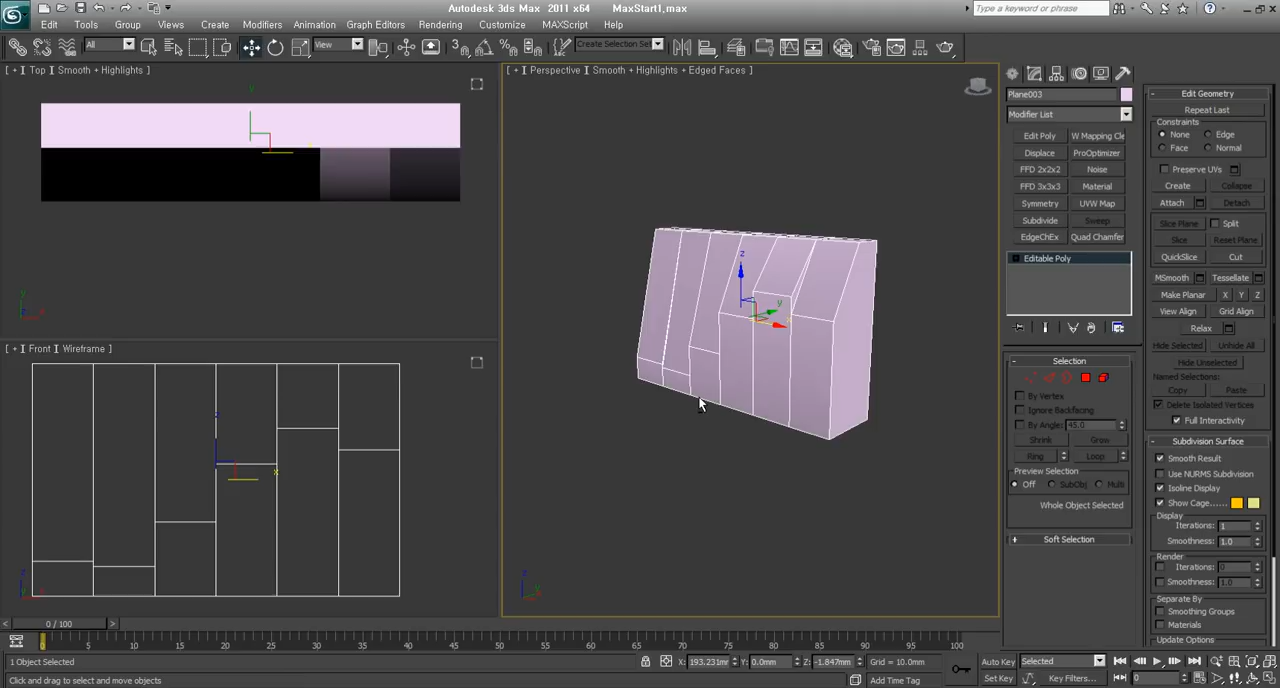 Autodesk 3ds Max 2011 x64 MaxStart1.max
Type a keyword or phrase
Edit Tools Group Views Create Modifiers Animation Graph Editors Rendering Customize MAXScript Help
All View Create Selection Set
[ + ] Top | Smooth + Highlights ]
[ + ] Perspective | Smooth + Highlights + Edged Faces ]
[ + ] Front | Wireframe ]
Plane003
Modifier List
Edit Poly W Mapping Cle
Displace ProOptimizer
FFD 2x2x2 Noise
FFD 3x3x3 Material
Symmetry UVW Map
Subdivide Sweep
EdgeChEx Quad Chamfer
Editable Poly
- Selection
By Vertex
Ignore Backfacing
By Angle: 45.0
Shrink Grow
Ring Loop
Preview Selection
Off SubObj Multi
Whole Object Selected
+ Soft Selection
- Edit Geometry
Repeat Last
Constraints
None Edge
Face Normal
Preserve UVs
Create Collapse
Attach Detach
Slice Plane Split
Slice Reset Plane
QuickSlice Cut
MSmooth Tessellate
Make Planar X Y Z
View Align Grid Align
Relax
Hide Selected Unhide All
Hide Unselected
Named Selections:
Copy Paste
Delete Isolated Vertices
Full Interactivity
- Subdivision Surface
Smooth Result
Use NURMS Subdivision
Isoline Display
Show Cage......
Display
Iterations: 1
Smoothness: 1.0
Render
Iterations: 0
Smoothness: 1.0
Separate By
Smoothing Groups
Materials
Update Options
< 0 / 100 >
0 5 10 15 20 25 30 35 40 45 50 55 60 65 70 75 80 85 90 95 100
1 Object Selected X: 193.231mm Y: 0.0mm Z: -1.847mm Grid = 10.0mm Auto Key Selected
Click and drag to select and move objects Add Time Tag Set Key Key Filters... 0